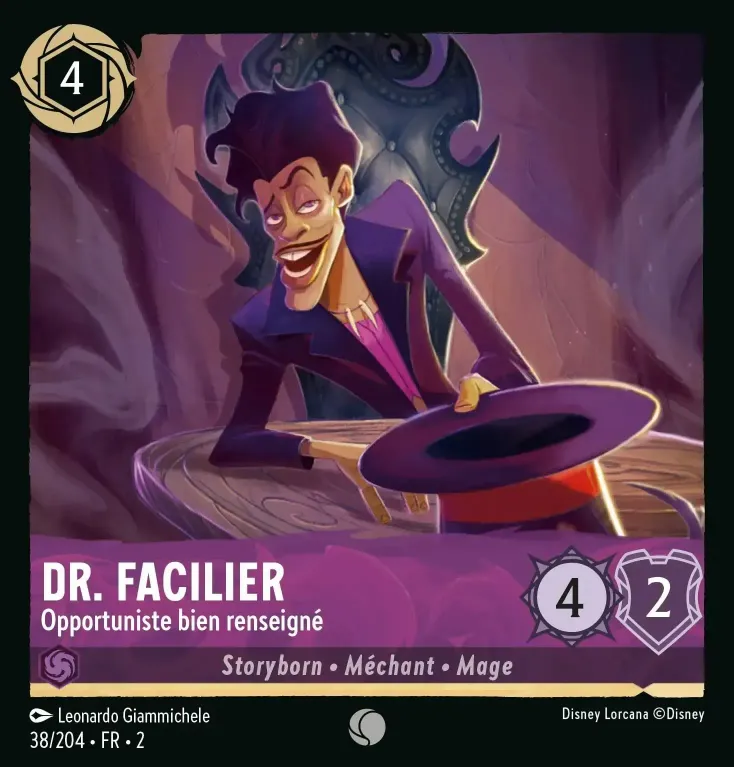 4
DR. FACILIER
Opportuniste bien renseigné
4
2
Storyborn • Méchant • Mage
Leonardo Giammichele
Disney Lorcana ©Disney
38/204 • FR • 2